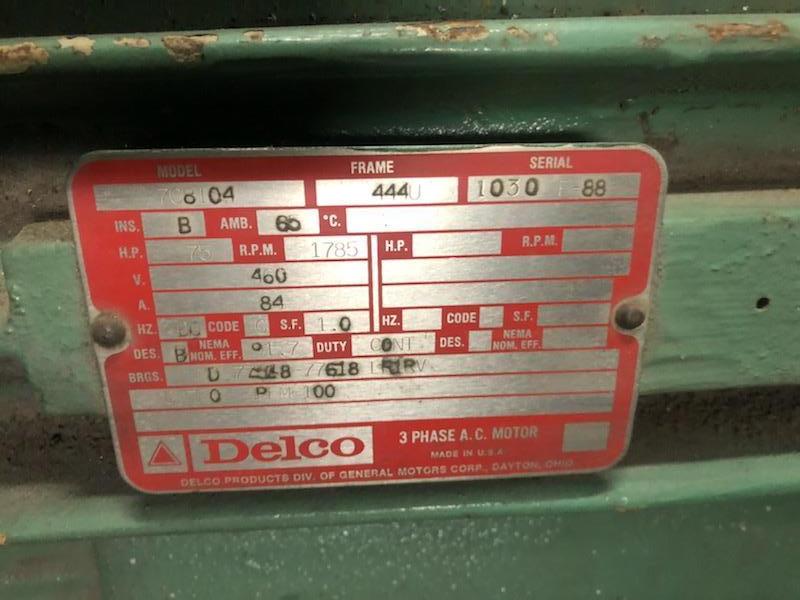 MODEL FRAME SERIAL
444U 1030 -88
INS. B AMB. 65 °C.
H.P. 75 R.P.M. 1785 H.P. R.P.M.
V. 460
A. 84
HZ. CODE S.F. 1.0 HZ. CODE S.F.
DES. B NEMA NOM. EFF. DUTY CONT DES. NEMA NOM. EFF.
BRGS.
Delco 3 PHASE A.C. MOTOR
MADE IN U.S.A.
DELCO PRODUCTS DIV. OF GENERAL MOTORS CORP., DAYTON, OHIO